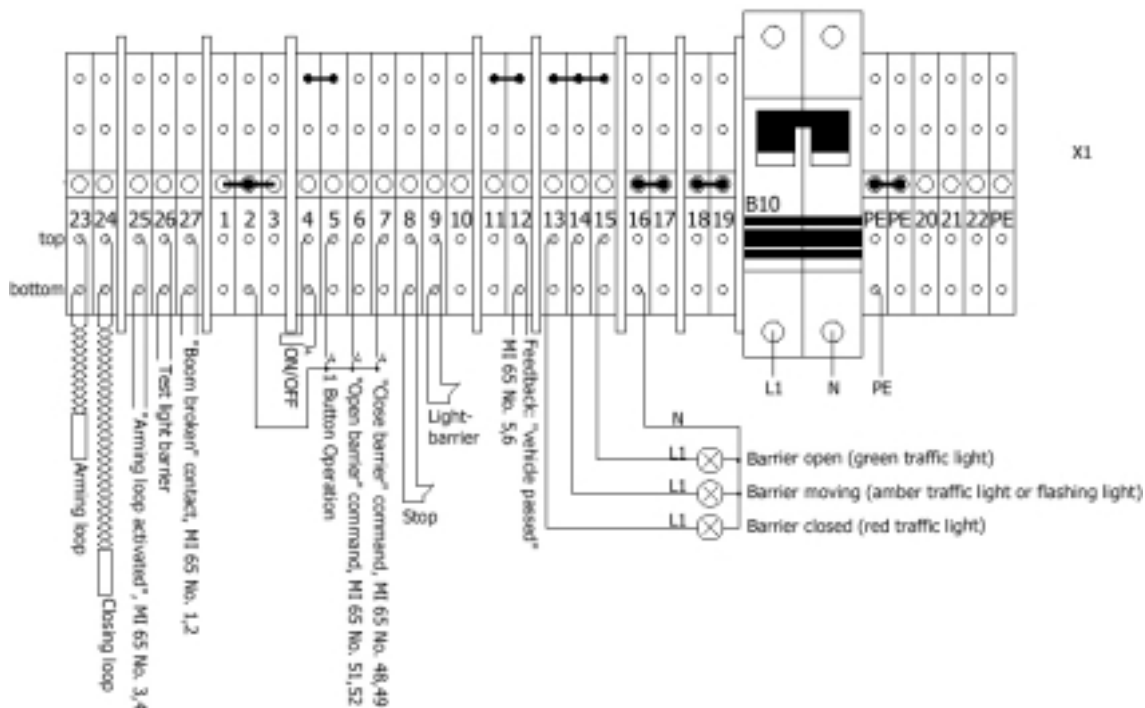 X1
B10
23 24 25 26 27 1 2 3 4 5 6 7 8 9 10 11 12 13 14 15 16 17 18 19 PE PE 20 21 22 PE
top
bottom
L1 N PE
Arming loop
Closing loop
"Arming loop activated", MI 65 No. 3,4
Test light barrier
"Boom broken" contact, MI 65 No. 1,2
ON/OFF
1 Button Operation
"Open barrier" command, MI 65 No. 51,52
"Close barrier" command, MI 65 No. 48,49
Stop
Light-
barrier
MI 65 No. 5,6
Feedback: "vehicle passed"
N
L1 Barrier open (green traffic light)
L1 Barrier moving (amber traffic light or flashing light)
L1 Barrier closed (red traffic light)